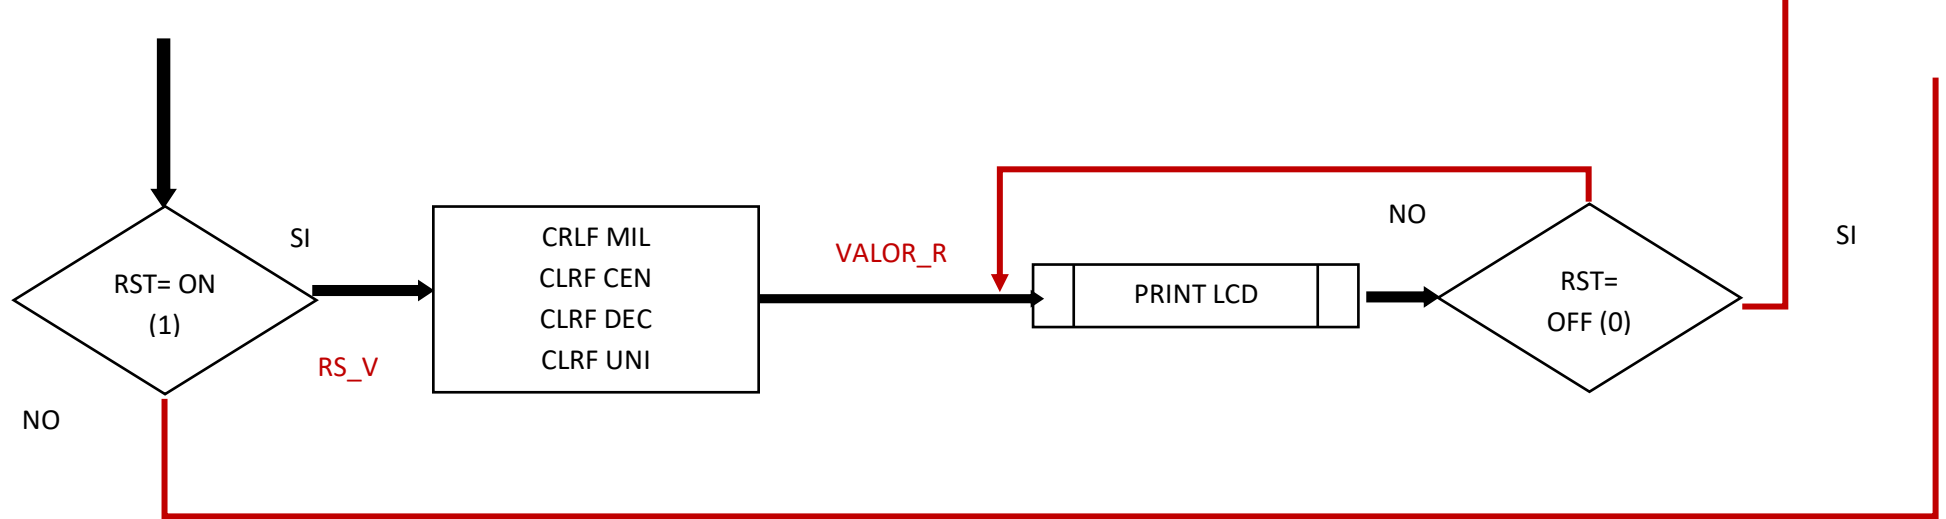 RST= ON
(1)
SI
RS_V
NO
CRLF MIL
CLRF CEN
CLRF DEC
CLRF UNI
VALOR_R
PRINT LCD
NO
RST=
OFF (0)
SI